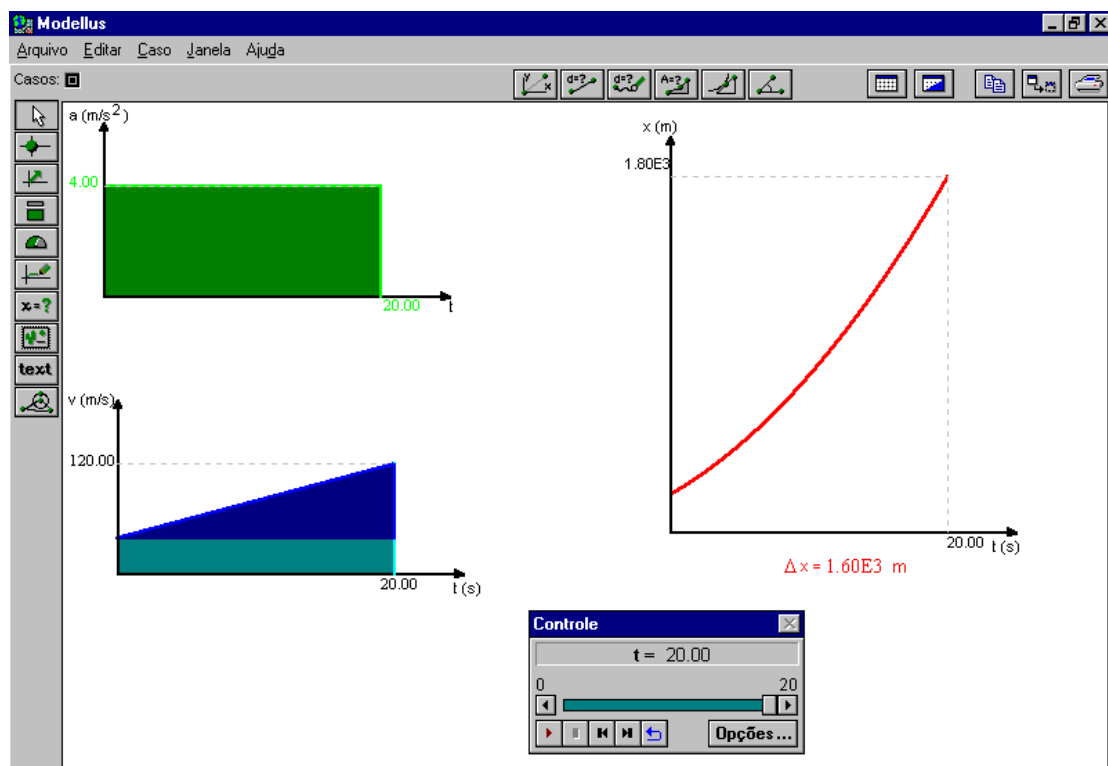 Modellus
Arquivo Editar Caso Janela Ajuda
Casos:
y x d=? d=? A=?
x=?
text
a (m/s²)
4.00
20.00
t
v (m/s)
120.00
20.00
t (s)
x (m)
1.80E3
20.00
t (s)
Δx = 1.60E3 m
Controle
t = 20.00
0 20
Opções...